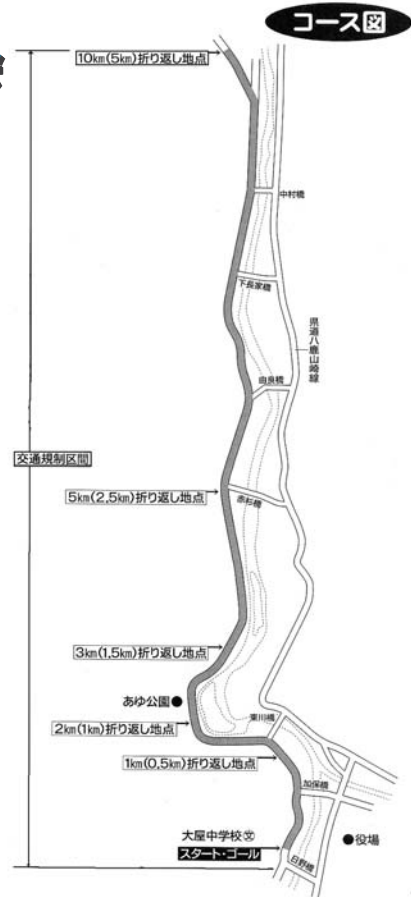 コース図
10km(5km)折り返し地点
中村橋
下長家橋
県道八鹿山崎線
由良橋
交通規制区間
5km(2.5km)折り返し地点
赤杉橋
3km(1.5km)折り返し地点
あゆ公園
東川橋
2km(1km)折り返し地点
1km(0.5km)折り返し地点
加保橋
大屋中学校 文
役場
スタート・ゴール
日野橋